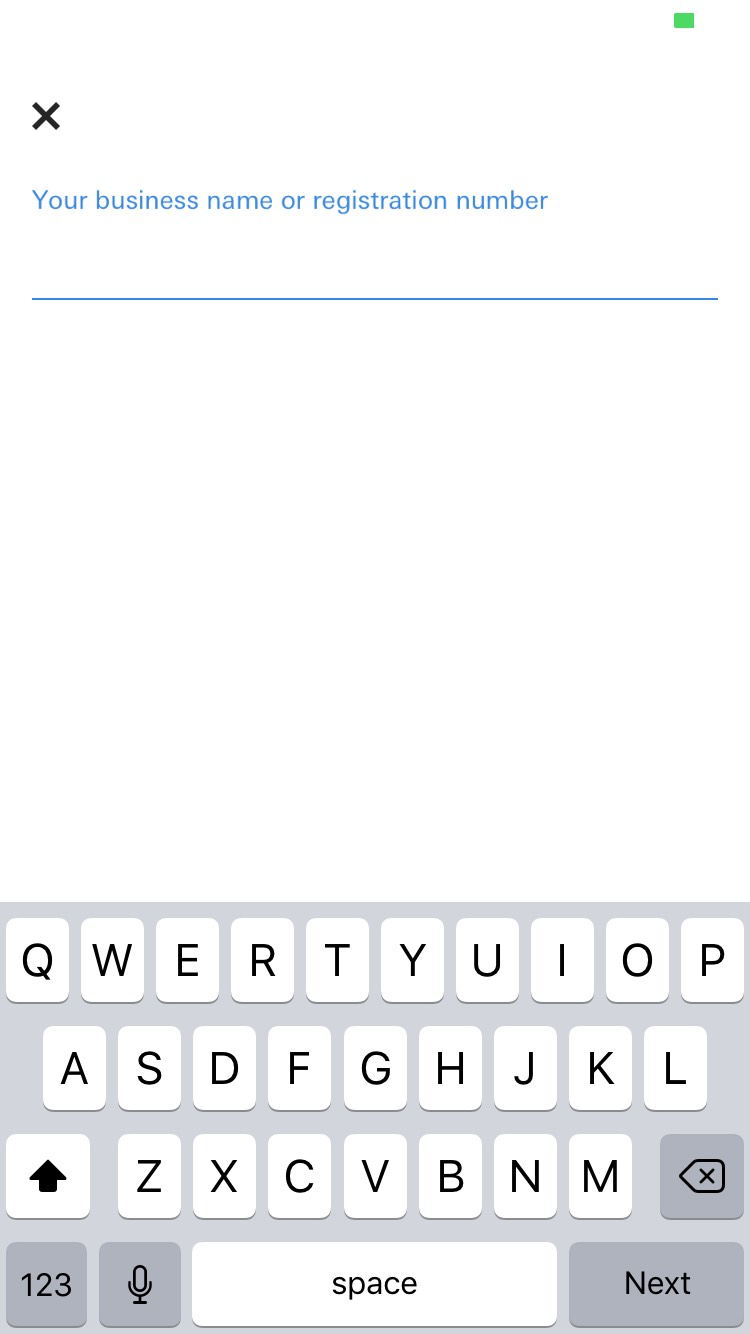 Your business name or registration number
Q W E R T Y U I O P
A S D F G H J K L
Z X C V B N M
123 space Next